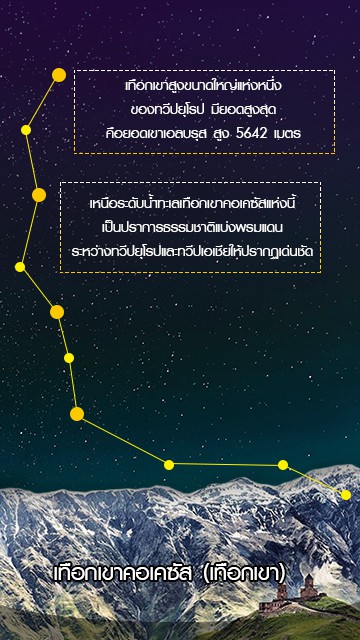 เทือกเขาสูงขนาดใหญ่แห่งหนึ่ง
ของทวีปยุโรป มียอดสูงสุด
คือยอดเขาเอลบรุส สูง 5642 เมตร
เหนือระดับน้ำทะเลเทือกเขาคอเคซัสแห่งนี้
เป็นปราการธรรมชาติแบ่งพรมแดน
ระหว่างทวีปยุโรปและทวีปเอเชียให้ปรากฏเด่นชัด
เทือกเขาคอเคซัส (เทือกเขา)